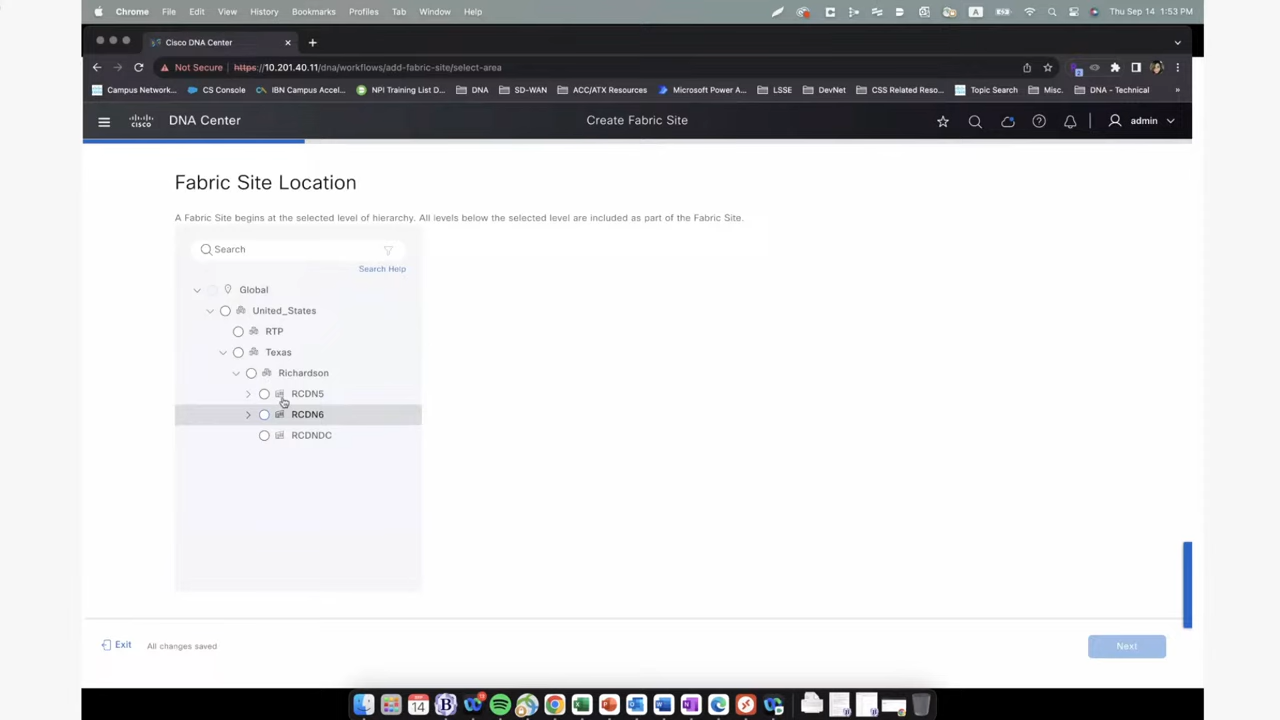 Chrome File Edit View History Bookmarks Profiles Tab Window Help Thu Sep 14 1:53 PM
Cisco DNA Center
Not Secure https://10.201.40.11/dna/workflows/add-fabric-site/select-area
Campus Network... CS Console IBN Campus Accel... NPI Training List D... DNA SD-WAN ACC/ATX Resources Microsoft Power A... LSSE DevNet CSS Related Reso... Topic Search Misc. DNA - Technical »
cisco DNA Center Create Fabric Site admin
Fabric Site Location
A Fabric Site begins at the selected level of hierarchy. All levels below the selected level are included as part of the Fabric Site.
Search
Search Help
Global
United_States
RTP
Texas
Richardson
RCDN5
RCDN6
RCDNDC
Exit All changes saved Next
14